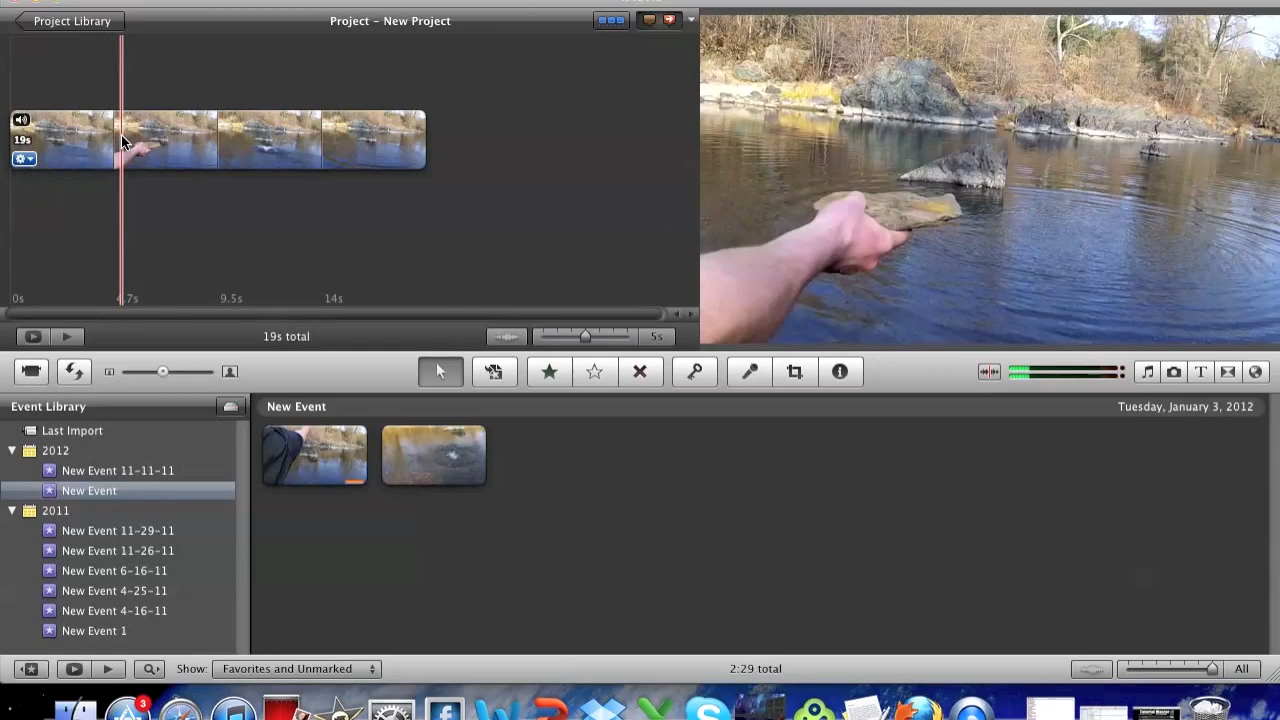 Project Library
Project – New Project
19s
0s
4.7s
9.5s
14s
19s total
5s
Event Library
New Event
Tuesday, January 3, 2012
Last Import
2012
New Event 11-11-11
New Event
2011
New Event 11-29-11
New Event 11-26-11
New Event 6-16-11
New Event 4-25-11
New Event 4-16-11
New Event 1
Show:
Favorites and Unmarked
2:29 total
All
3